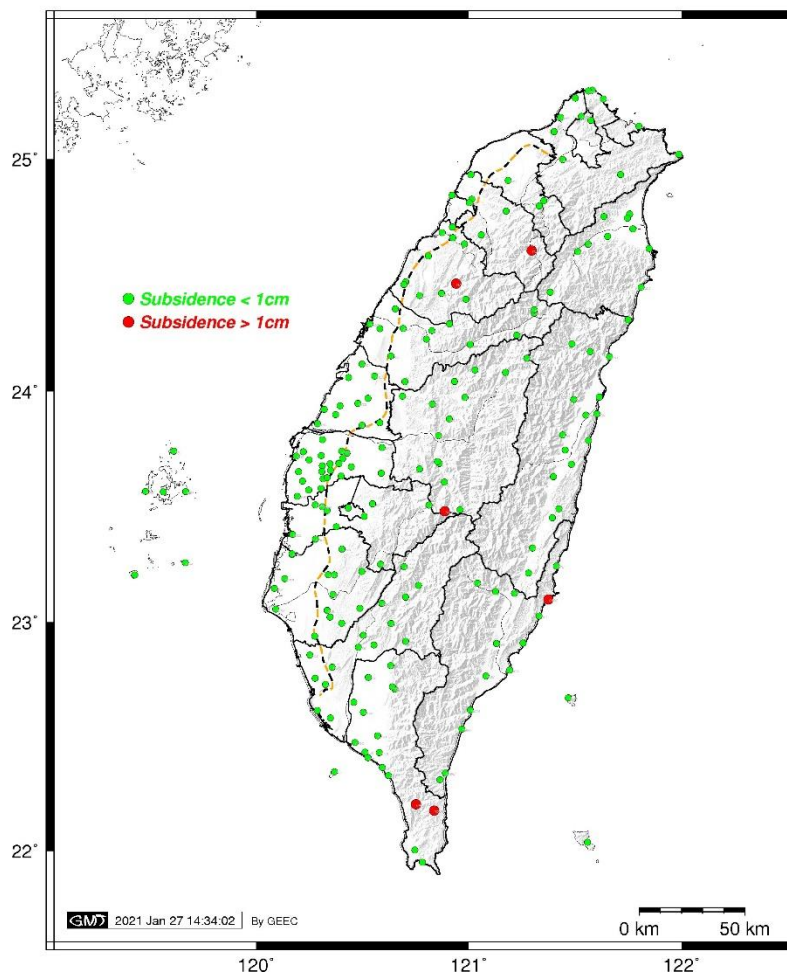 25°
Subsidence < 1cm
Subsidence > 1cm
24°
23°
22°
GMT 2021 Jan 27 14:34:02 By GEEC
0 km 50 km
120° 121° 122°